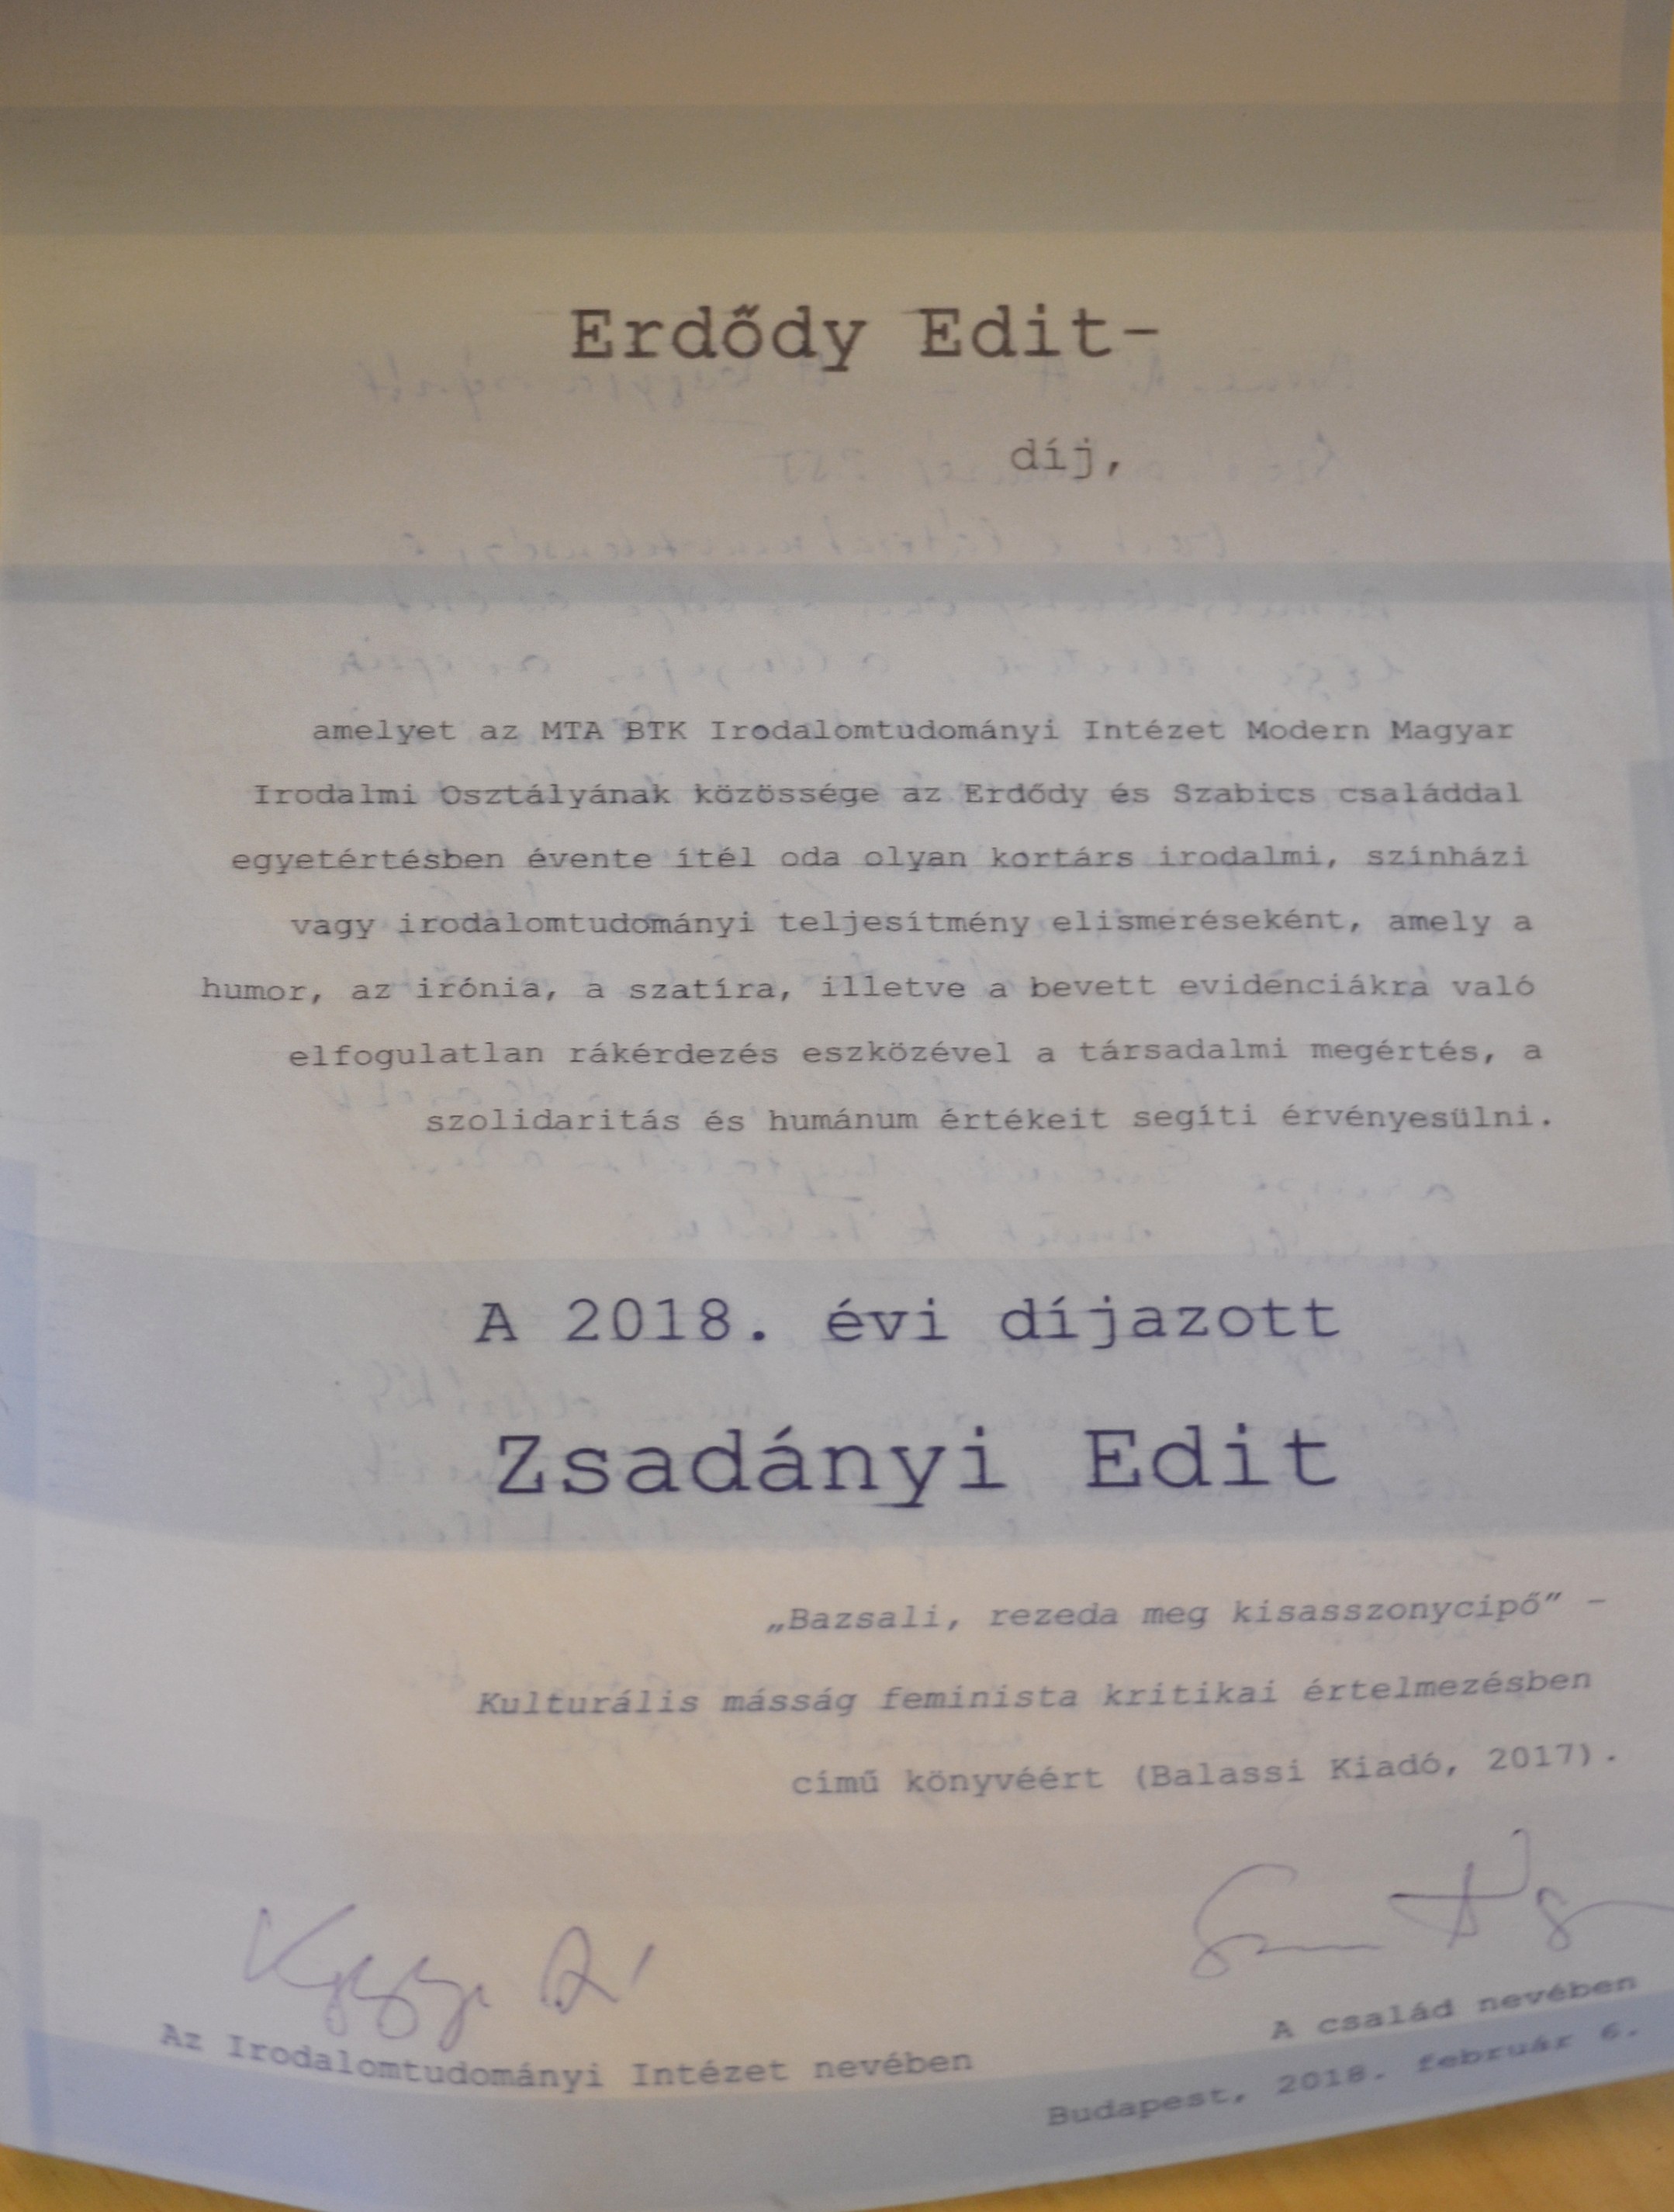 Erdődy Edit-
díj,
amelyet az MTA BTK Irodalomtudományi Intézet Modern Magyar
Irodalmi Osztályának közössége az Erdődy és Szabics családdal
egyetértésben évente ítél oda olyan kortárs irodalmi, színházi
vagy irodalomtudományi teljesítmény elismeréseként, amely a
humor, az irónia, a szatíra, illetve a bevett evidenciákra való
elfogulatlan rákérdezés eszközével a társadalmi megértés, a
szolidaritás és humánum értékeit segíti érvényesülni.
A 2018. évi díjazott
Zsadányi Edit
„Bazsali, rezeda meg kisasszonycipő” –
Kulturális másság feminista kritikai értelmezésben
című könyvéért (Balassi Kiadó, 2017).
Az Irodalomtudományi Intézet nevében
A család nevében
Budapest, 2018. február 6.